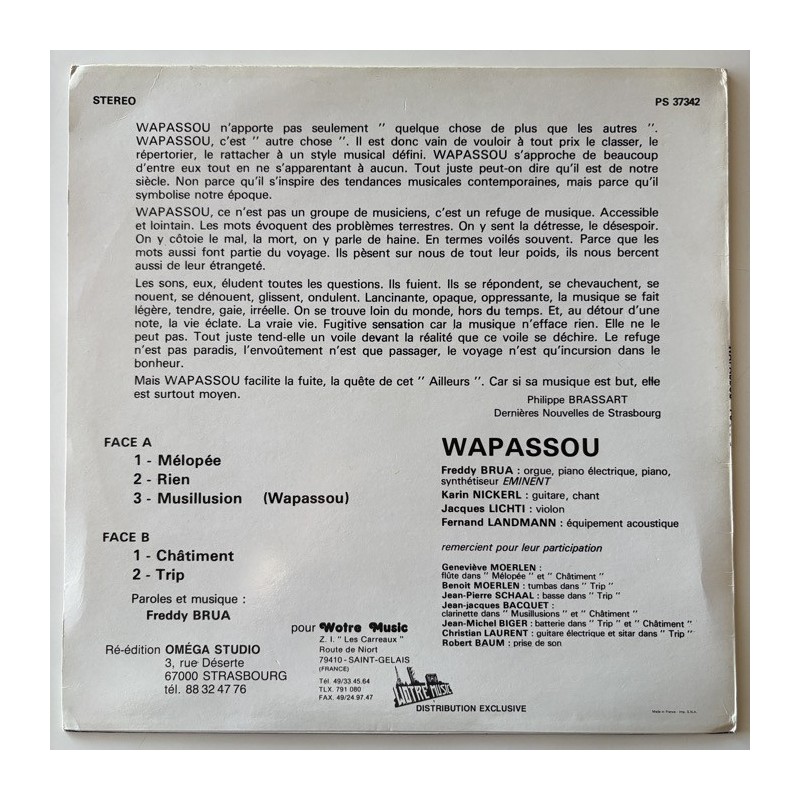 STEREO
PS 37342
WAPASSOU n'apporte pas seulement " quelque chose de plus que les autres ".
WAPASSOU, c'est " autre chose ". Il est donc vain de vouloir à tout prix le classer, le
répertorier, le rattacher à un style musical défini. WAPASSOU s'approche de beaucoup
d'entre eux tout en ne s'apparentant à aucun. Tout juste peut-on dire qu'il est de notre
siècle. Non parce qu'il s'inspire des tendances musicales contemporaines, mais parce qu'il
symbolise notre époque.
WAPASSOU, ce n'est pas un groupe de musiciens, c'est un refuge de musique. Accessible
et lointain. Les mots évoquent des problèmes terrestres. On y sent la détresse, le désespoir.
On y côtoie le mal, la mort, on y parle de haine. En termes voilés souvent. Parce que les
mots aussi font partie du voyage. Ils pèsent sur nous de tout leur poids, ils nous bercent
aussi de leur étrangeté.
Les sons, eux, éludent toutes les questions. Ils fuient. Ils se répondent, se chevauchent, se
nouent, se dénouent, glissent, ondulent. Lancinante, opaque, oppressante, la musique se fait
légère, tendre, gaie, irréelle. On se trouve loin du monde, hors du temps. Et, au détour d'une
note, la vie éclate. La vraie vie. Fugitive sensation car la musique n'efface rien. Elle ne le
peut pas. Tout juste tend-elle un voile devant la réalité que ce voile se déchire. Le refuge
n'est pas paradis, l'envoûtement n'est que passager, le voyage n'est qu'incursion dans le
bonheur.
Mais WAPASSOU facilite la fuite, la quête de cet " Ailleurs ". Car si sa musique est but, elle
est surtout moyen.
Philippe BRASSART
Dernières Nouvelles de Strasbourg
FACE A
1 - Mélopée
2 - Rien
3 - Musillusion (Wapassou)
FACE B
1 - Châtiment
2 - Trip
Paroles et musique :
Freddy BRUA
Ré-édition OMÉGA STUDIO
3, rue Déserte
67000 STRASBOURG
tél. 88 32 47 76
pour Wotre Music
Z. I. " Les Carreaux "
Route de Niort
79410 - SAINT-GELAIS
(FRANCE)
Tél. 49/33.45.64
TLX. 791 080
FAX. 49/24.97.47
WOTRE MUSIC
DISTRIBUTION EXCLUSIVE
WAPASSOU
Freddy BRUA : orgue, piano électrique, piano,
synthétiseur EMINENT
Karin NICKERL : guitare, chant
Jacques LICHTI : violon
Fernand LANDMANN : équipement acoustique
remercient pour leur participation
Geneviève MOERLEN :
flûte dans " Mélopée " et " Châtiment "
Benoit MOERLEN : tumbas dans " Trip "
Jean-Pierre SCHAAL : basse dans " Trip "
Jean-jacques BACQUET :
clarinette dans " Musillusions " et " Châtiment "
Jean-Michel BIGER : batterie dans " Trip " et " Châtiment "
Christian LAURENT : guitare électrique et sitar dans " Trip "
Robert BAUM : prise de son
Made in France - Imp. S.N.A.